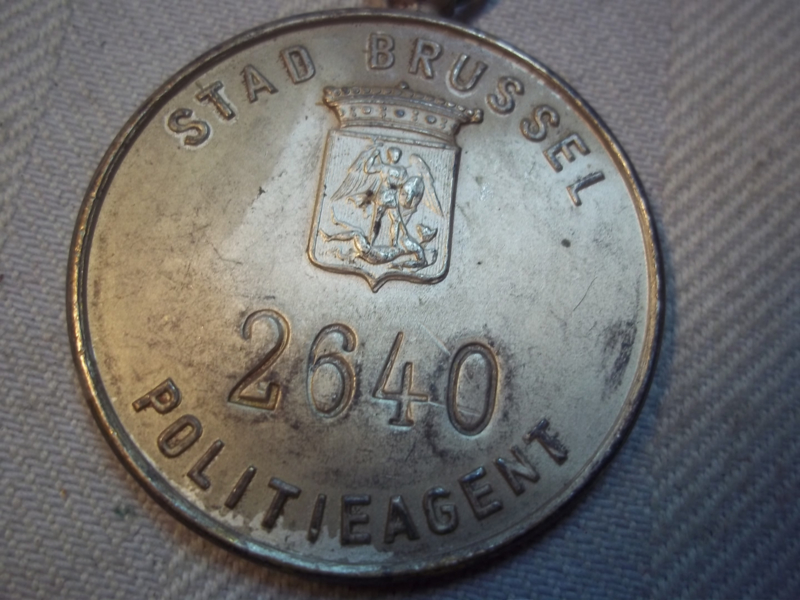 STAD BRUSSEL
2640
POLITIEAGENT